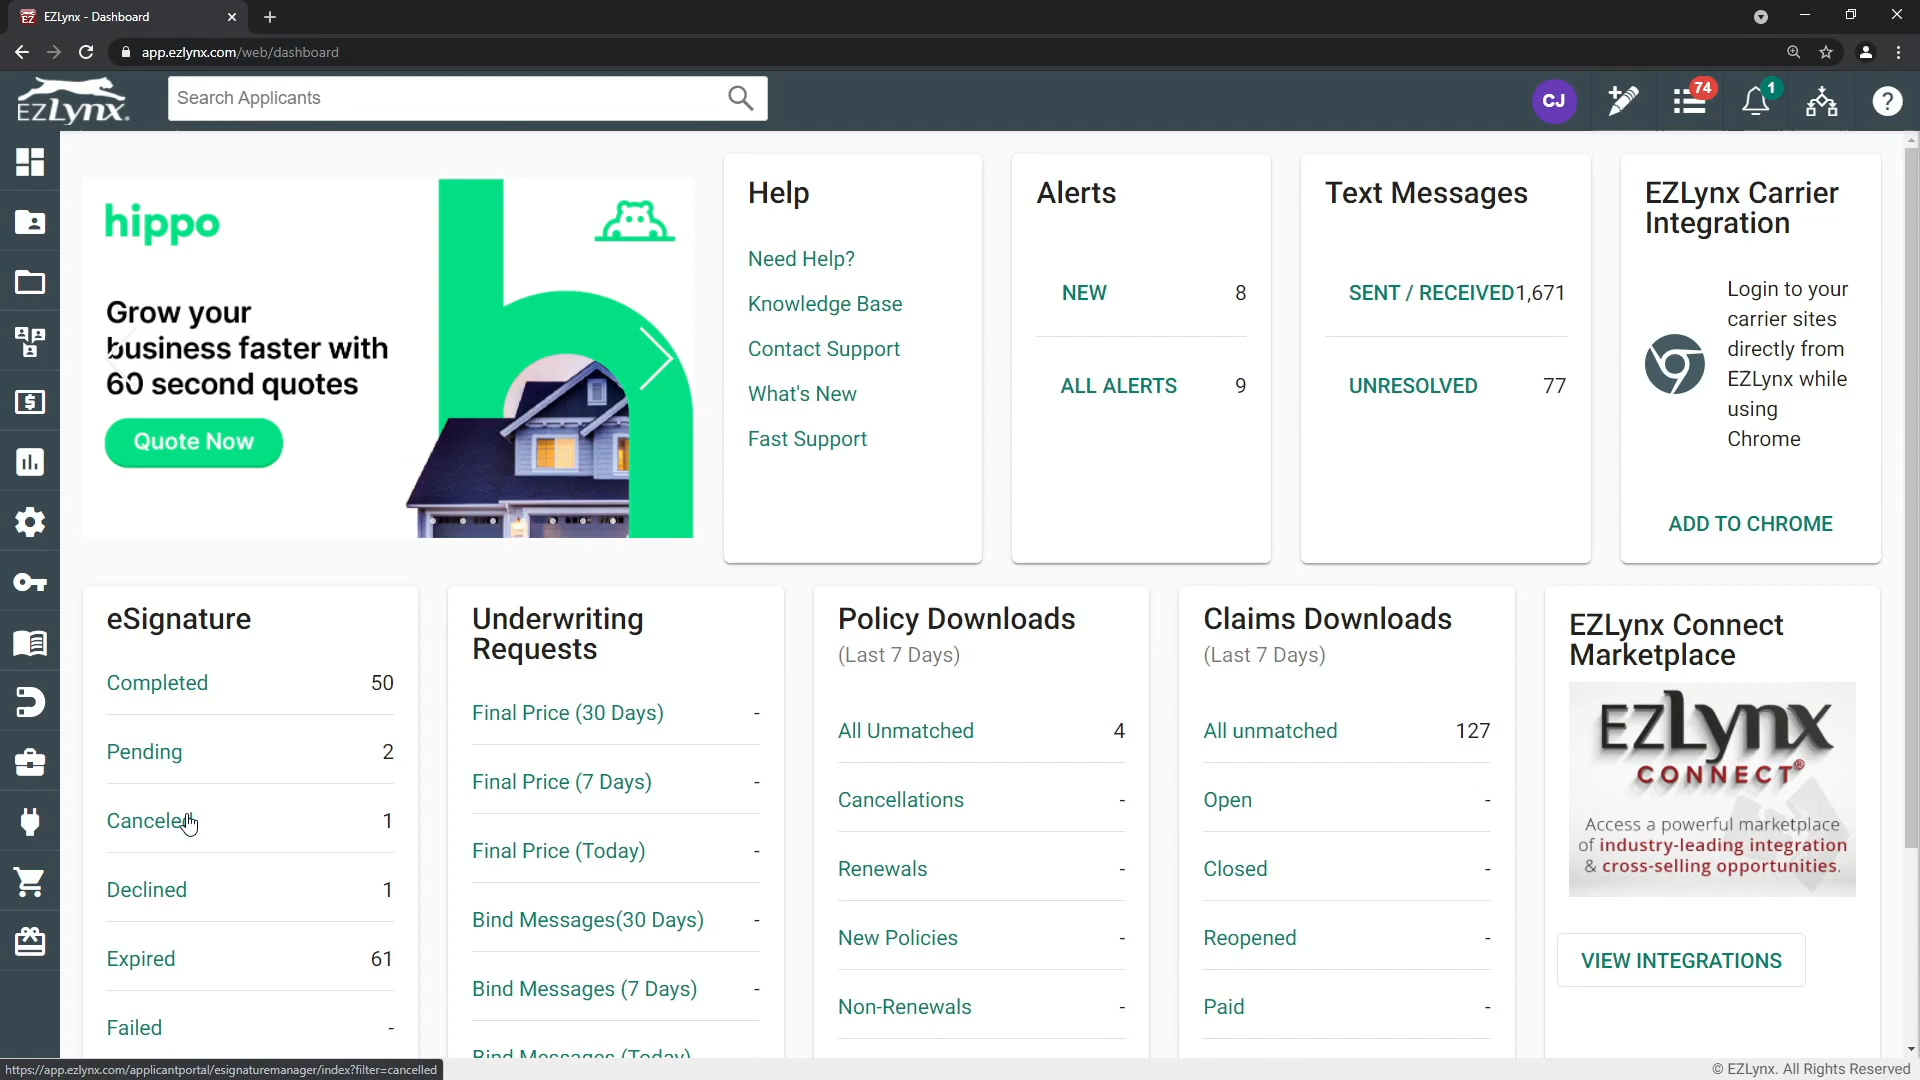 EZLynx - Dashboard
app.ezlynx.com/web/dashboard
EZLynx
Search Applicants
CJ
74
1
hippo
Grow your
business faster with
60 second quotes
Quote Now
Help
Need Help?
Knowledge Base
Contact Support
What's New
Fast Support
Alerts
NEW 8
ALL ALERTS 9
Text Messages
SENT / RECEIVED 1,671
UNRESOLVED 77
EZLynx Carrier
Integration
Login to your
carrier sites
directly from
EZLynx while
using
Chrome
ADD TO CHROME
eSignature
Completed 50
Pending 2
Canceled 1
Declined 1
Expired 61
Failed -
Underwriting
Requests
Final Price (30 Days) -
Final Price (7 Days) -
Final Price (Today) -
Bind Messages(30 Days) -
Bind Messages (7 Days) -
Bind Messages (Today)
Policy Downloads
(Last 7 Days)
All Unmatched 4
Cancellations -
Renewals -
New Policies -
Non-Renewals -
Claims Downloads
(Last 7 Days)
All unmatched 127
Open -
Closed -
Reopened -
Paid -
EZLynx Connect
Marketplace
EZLynx
CONNECT®
Access a powerful marketplace
of industry-leading integration
& cross-selling opportunities.
VIEW INTEGRATIONS
https://app.ezlynx.com/applicantportal/esignaturemanager/index?filter=cancelled
© EZLynx. All Rights Reserved